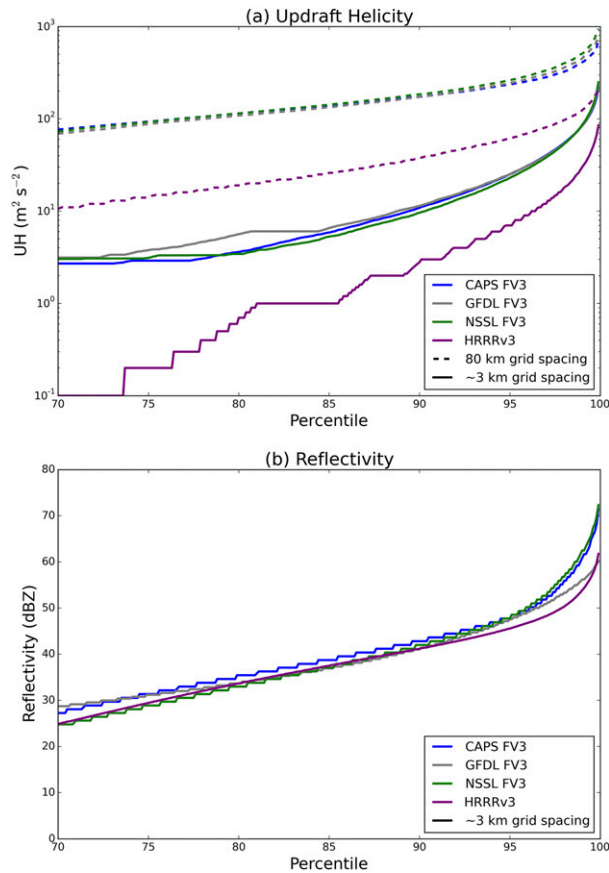 (a) Updraft Helicity
10³
10²
10¹
10⁰
10⁻¹
UH (m² s⁻²)
CAPS FV3
GFDL FV3
NSSL FV3
HRRRv3
80 km grid spacing
~3 km grid spacing
70 75 80 85 90 95 100
Percentile
(b) Reflectivity
80
70
60
50
40
30
20
10
0
Reflectivity (dBZ)
CAPS FV3
GFDL FV3
NSSL FV3
HRRRv3
~3 km grid spacing
70 75 80 85 90 95 100
Percentile